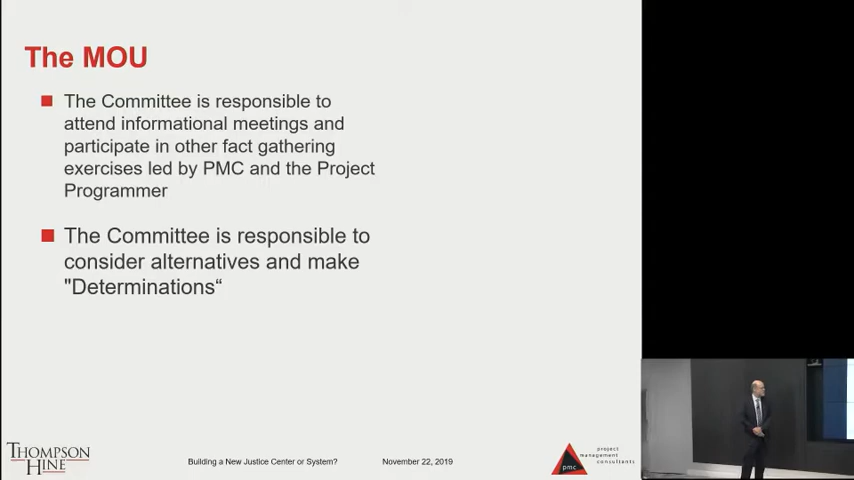 The MOU
The Committee is responsible to
attend informational meetings and
participate in other fact gathering
exercises led by PMC and the Project
Programmer
The Committee is responsible to
consider alternatives and make
"Determinations“
THOMPSON
HINE
Building a New Justice Center or System?
November 22, 2019
pmc
project
management
consultants